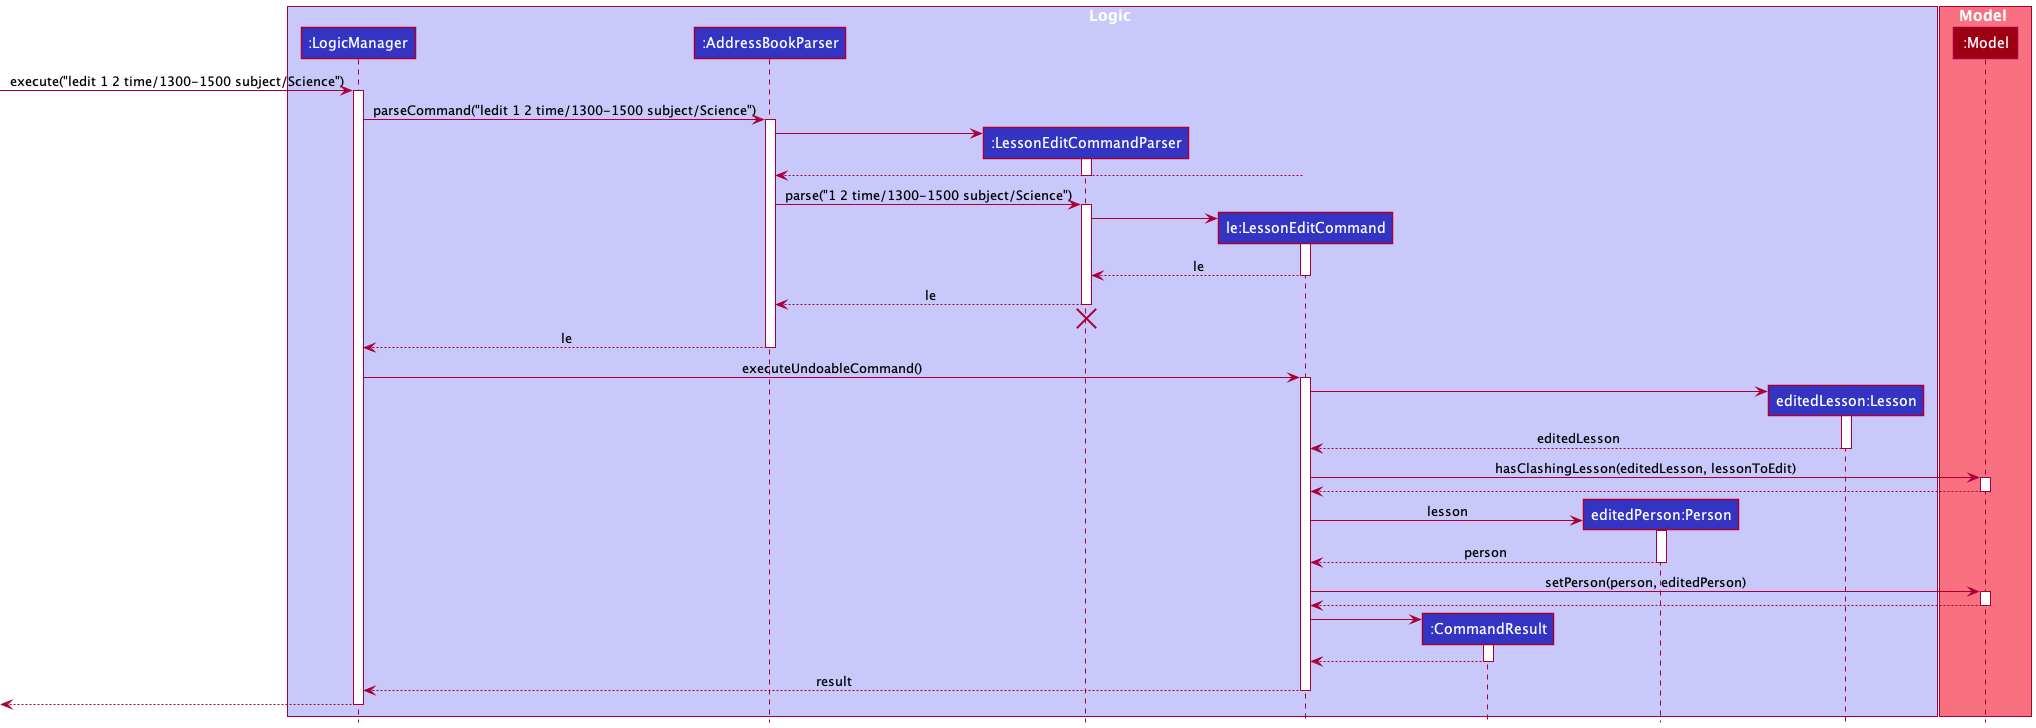 Logic
Model
:LogicManager
:AddressBookParser
:Model
execute("ledit 1 2 time/1300-1500 subject/Science")
parseCommand("ledit 1 2 time/1300-1500 subject/Science")
:LessonEditCommandParser
parse("1 2 time/1300-1500 subject/Science")
le:LessonEditCommand
le
le
le
executeUndoableCommand()
editedLesson:Lesson
editedLesson
hasClashingLesson(editedLesson, lessonToEdit)
lesson
editedPerson:Person
person
setPerson(person, editedPerson)
:CommandResult
result